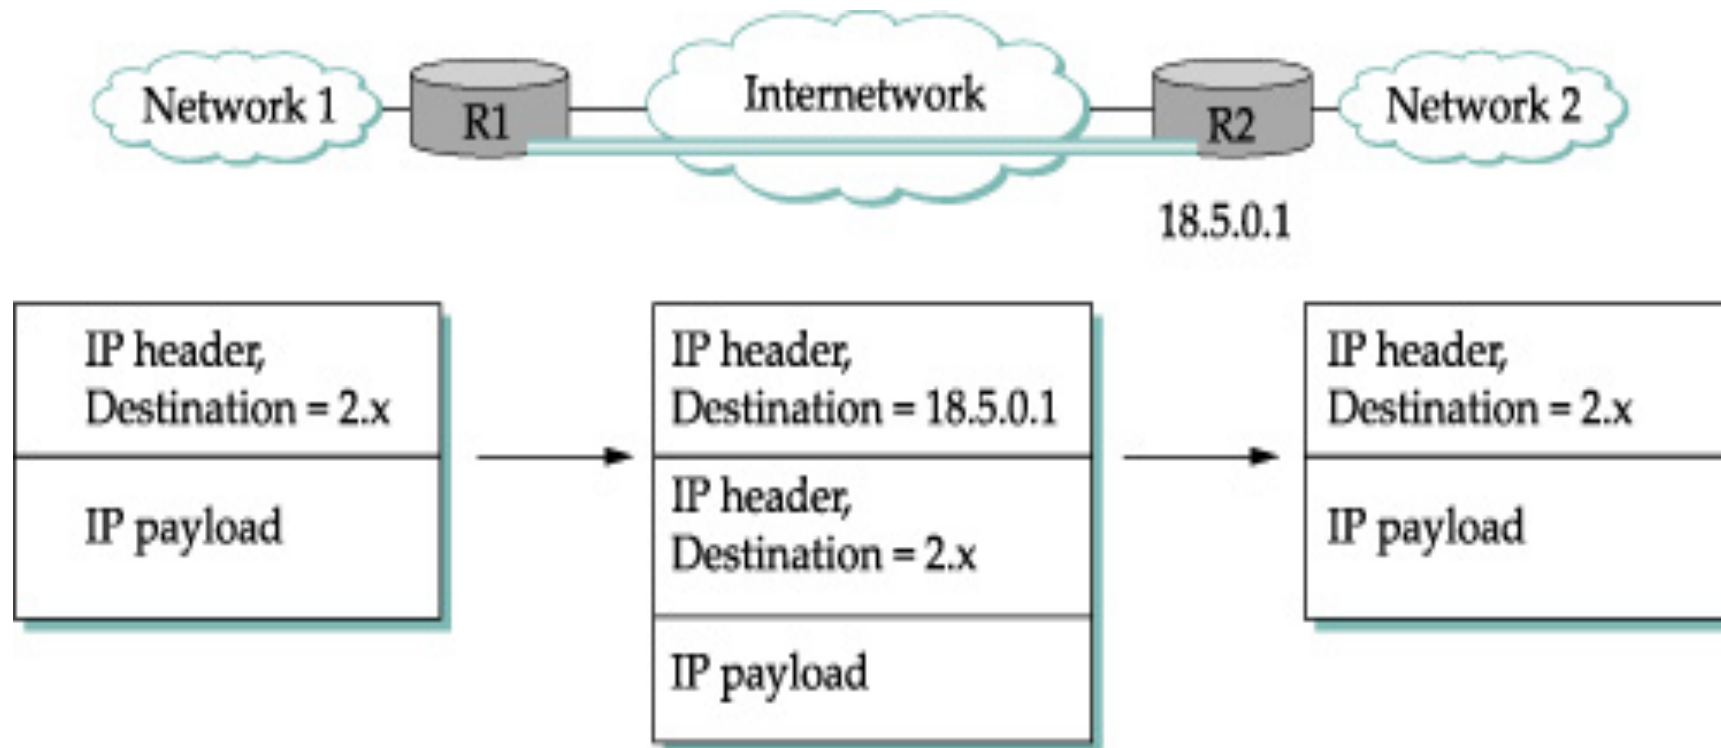 Network 1
R1
Internetwork
R2
Network 2
18.5.0.1
IP header,
Destination = 2.x
IP payload
IP header,
Destination = 18.5.0.1
IP header,
Destination = 2.x
IP payload
IP header,
Destination = 2.x
IP payload